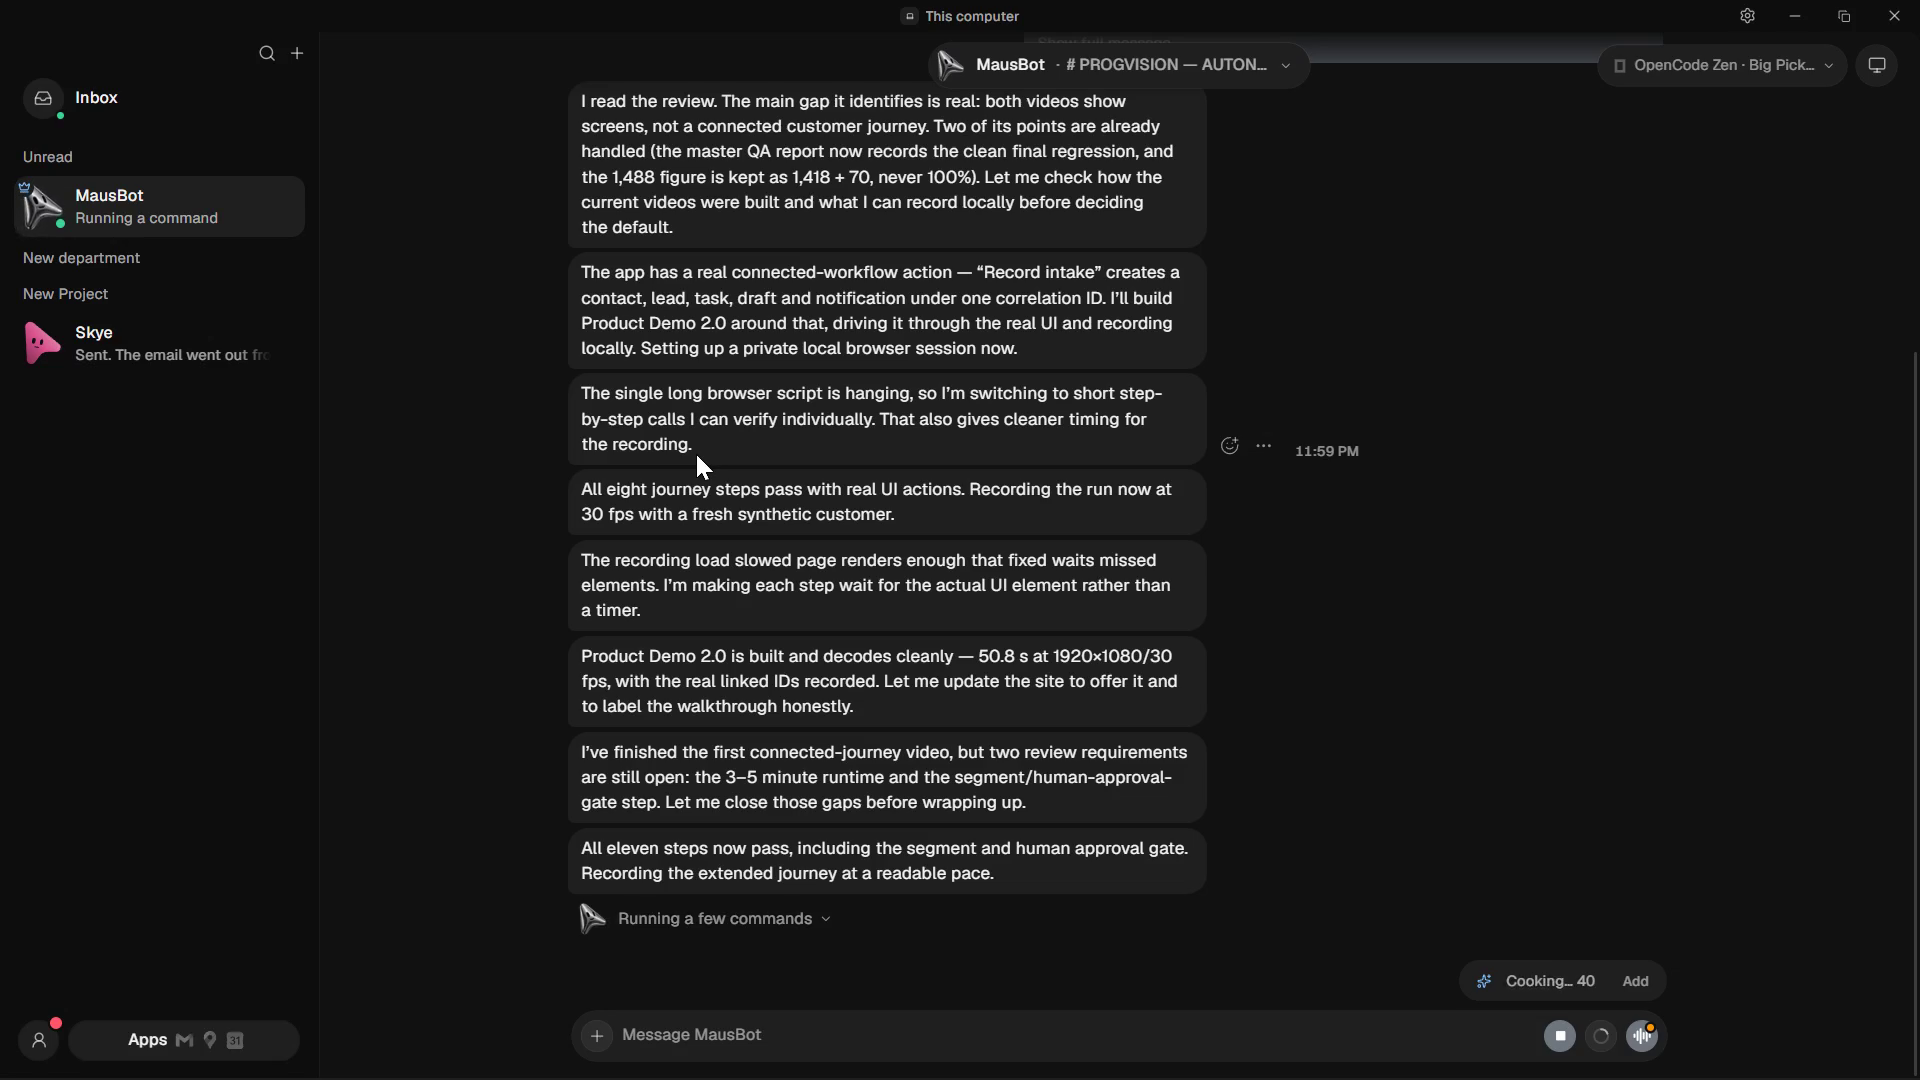 This computer
Inbox
Unread
MausBot
Running a command
New department
New Project
Skye
Sent. The email went out fro
Apps
31
Show full message
MausBot · # PROGVISION — AUTON...
OpenCode Zen · Big Pick...
I read the review. The main gap it identifies is real: both videos show
screens, not a connected customer journey. Two of its points are already
handled (the master QA report now records the clean final regression, and
the 1,488 figure is kept as 1,418 + 70, never 100%). Let me check how the
current videos were built and what I can record locally before deciding
the default.
The app has a real connected-workflow action — “Record intake” creates a
contact, lead, task, draft and notification under one correlation ID. I’ll build
Product Demo 2.0 around that, driving it through the real UI and recording
locally. Setting up a private local browser session now.
The single long browser script is hanging, so I’m switching to short step-
by-step calls I can verify individually. That also gives cleaner timing for
the recording.
11:59 PM
All eight journey steps pass with real UI actions. Recording the run now at
30 fps with a fresh synthetic customer.
The recording load slowed page renders enough that fixed waits missed
elements. I’m making each step wait for the actual UI element rather than
a timer.
Product Demo 2.0 is built and decodes cleanly — 50.8 s at 1920×1080/30
fps, with the real linked IDs recorded. Let me update the site to offer it and
to label the walkthrough honestly.
I’ve finished the first connected-journey video, but two review requirements
are still open: the 3–5 minute runtime and the segment/human-approval-
gate step. Let me close those gaps before wrapping up.
All eleven steps now pass, including the segment and human approval gate.
Recording the extended journey at a readable pace.
Running a few commands
Cooking... 40 Add
Message MausBot